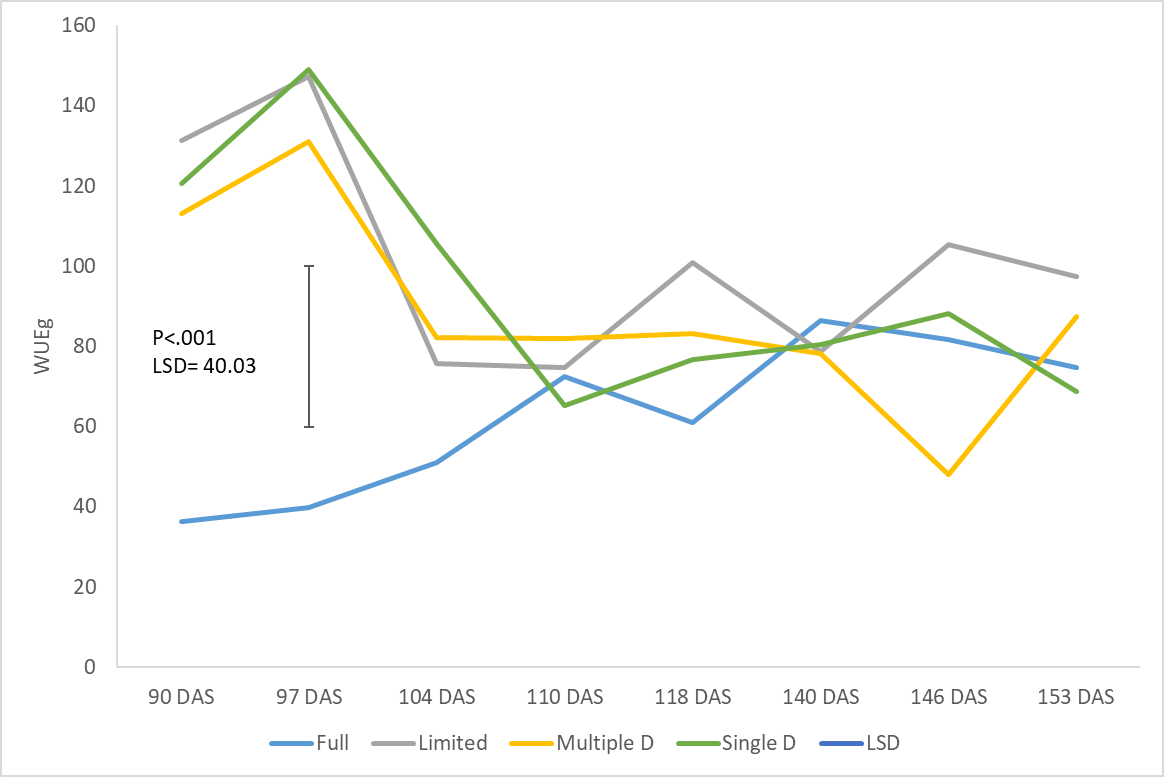 160
140
120
100
80
60
40
20
0
WUEg
P<.001
LSD= 40.03
90 DAS 97 DAS 104 DAS 110 DAS 118 DAS 140 DAS 146 DAS 153 DAS
Full Limited Multiple D Single D LSD